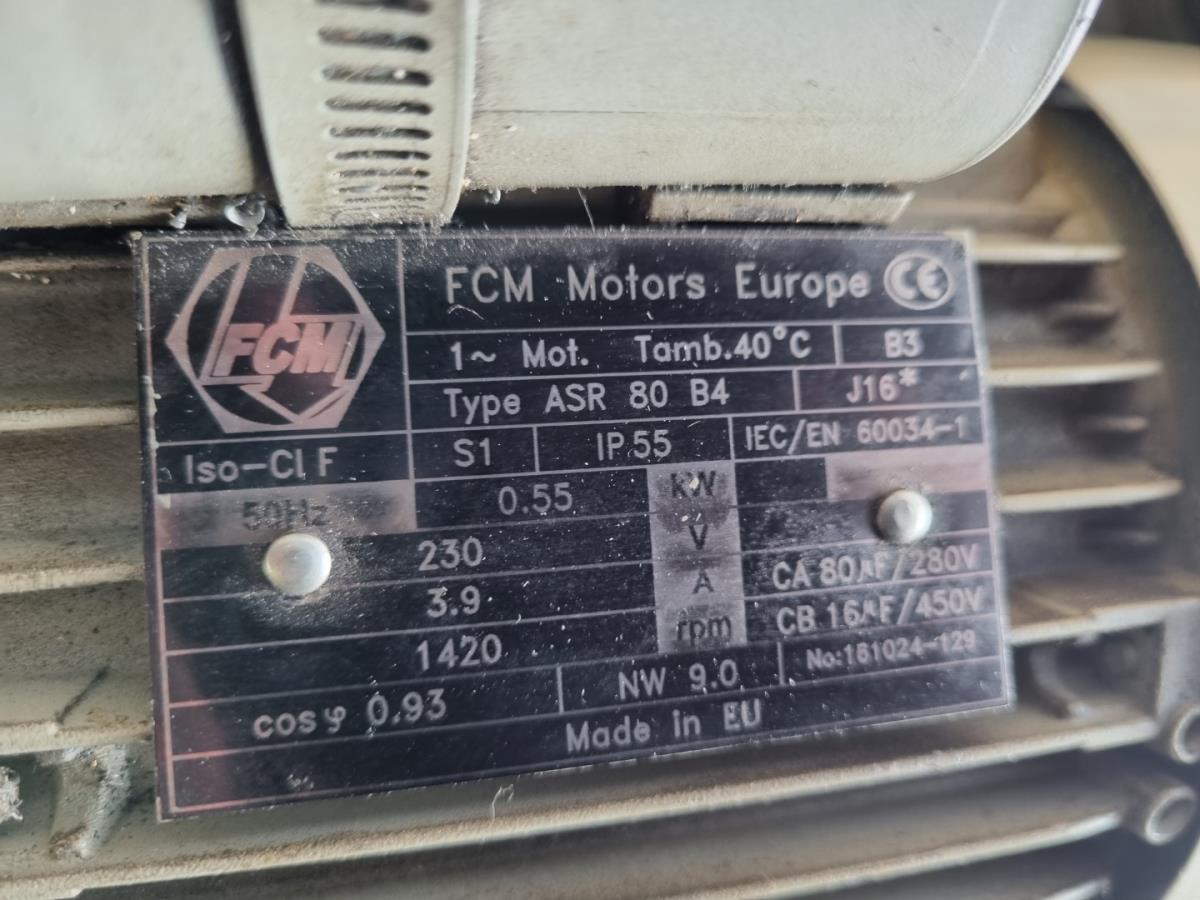 FCM
FCM Motors Europe CE
1~ Mot. Tamb.40°C B3
Type ASR 80 B4 J16*
Iso-Cl F S1 IP 55 IEC/EN 60034-1
50Hz 0.55 kW
230 V
3.9 A CA 80µF/280V
1420 rpm CB 16µF/450V
cos φ 0.93 NW 9.0 No:161024-129
Made in EU